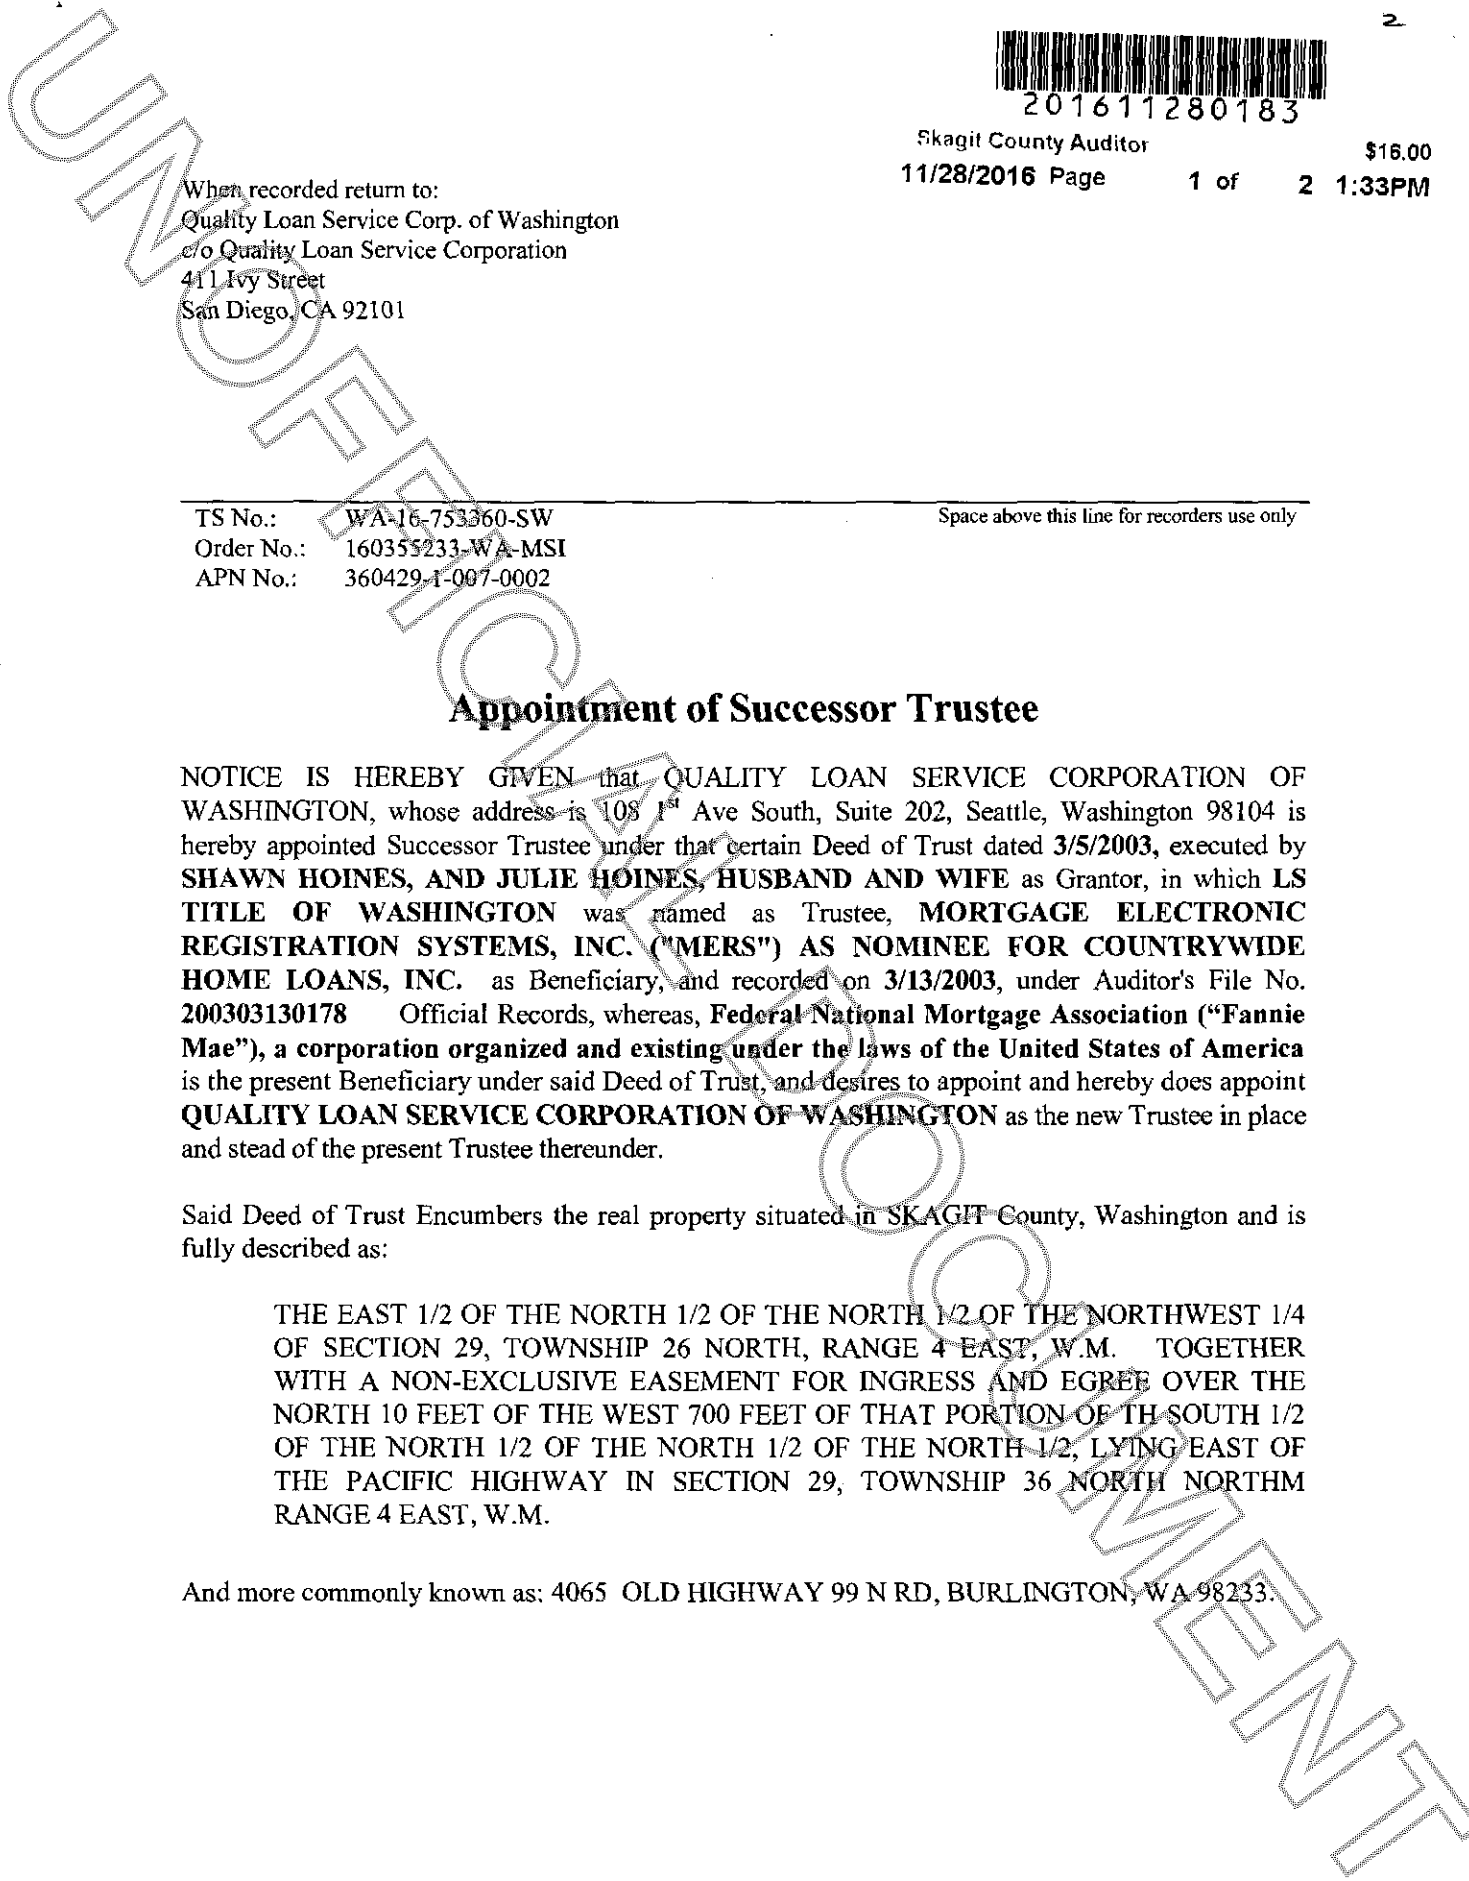 2
201611280183
Skagit County Auditor $16.00
11/28/2016 Page 1 of 2 1:33PM
When recorded return to:
Quality Loan Service Corp. of Washington
c/o Quality Loan Service Corporation
411 Ivy Street
San Diego, CA 92101
TS No.: WA-16-753360-SW Space above this line for recorders use only
Order No.: 160355233-WA-MSI
APN No.: 360429-1-007-0002
Appointment of Successor Trustee
NOTICE IS HEREBY GIVEN that QUALITY LOAN SERVICE CORPORATION OF
WASHINGTON, whose address is 108 1st Ave South, Suite 202, Seattle, Washington 98104 is
hereby appointed Successor Trustee under that certain Deed of Trust dated 3/5/2003, executed by
SHAWN HOINES, AND JULIE HOINES, HUSBAND AND WIFE as Grantor, in which LS
TITLE OF WASHINGTON was named as Trustee, MORTGAGE ELECTRONIC
REGISTRATION SYSTEMS, INC. ("MERS") AS NOMINEE FOR COUNTRYWIDE
HOME LOANS, INC. as Beneficiary, and recorded on 3/13/2003, under Auditor's File No.
200303130178 Official Records, whereas, Federal National Mortgage Association (“Fannie
Mae”), a corporation organized and existing under the laws of the United States of America
is the present Beneficiary under said Deed of Trust, and desires to appoint and hereby does appoint
QUALITY LOAN SERVICE CORPORATION OF WASHINGTON as the new Trustee in place
and stead of the present Trustee thereunder.
Said Deed of Trust Encumbers the real property situated in SKAGIT County, Washington and is
fully described as:
THE EAST 1/2 OF THE NORTH 1/2 OF THE NORTH 1/2 OF THE NORTHWEST 1/4
OF SECTION 29, TOWNSHIP 26 NORTH, RANGE 4 EAST, W.M. TOGETHER
WITH A NON-EXCLUSIVE EASEMENT FOR INGRESS AND EGREE OVER THE
NORTH 10 FEET OF THE WEST 700 FEET OF THAT PORTION OF TH SOUTH 1/2
OF THE NORTH 1/2 OF THE NORTH 1/2 OF THE NORTH 1/2, LYING EAST OF
THE PACIFIC HIGHWAY IN SECTION 29, TOWNSHIP 36 NORTH NORTHM
RANGE 4 EAST, W.M.
And more commonly known as: 4065 OLD HIGHWAY 99 N RD, BURLINGTON, WA 98233.
UNOFFICIAL DOCUMENT